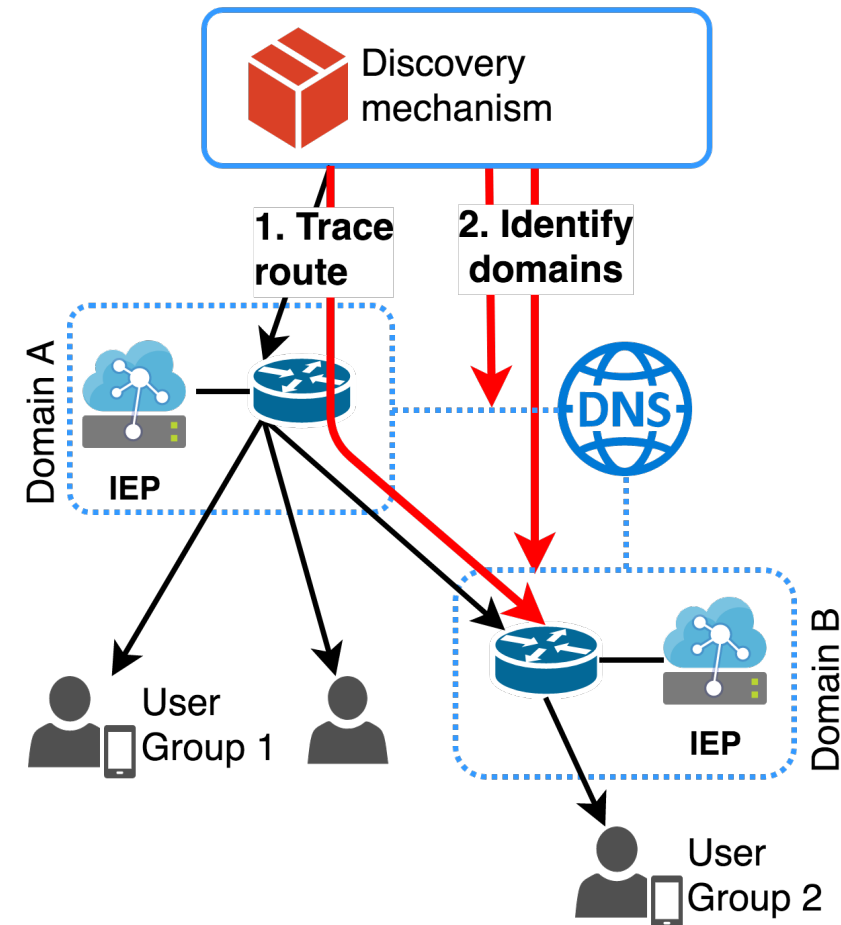 Discovery
mechanism
1. Trace
route
2. Identify
domains
Domain A
IEP
DNS
User
Group 1
IEP
Domain B
User
Group 2